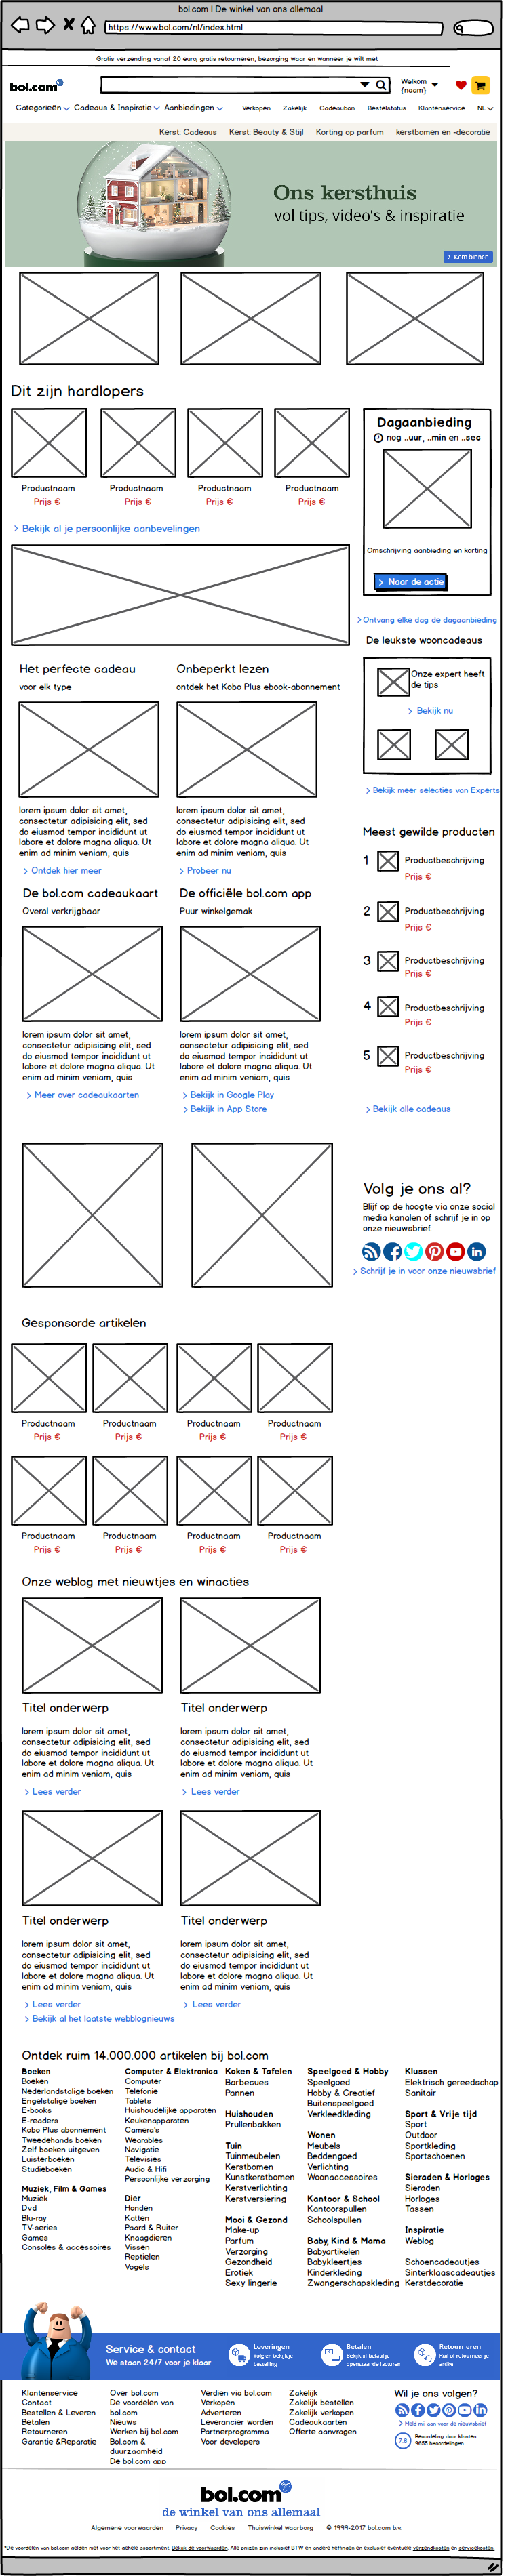 bol.com | De winkel van ons allemaal
https://www.bol.com/nl/index.html
Gratis verzending vanaf 20 euro, gratis retourneren, bezorging waar en wanneer je wilt met
bol.com
Welkom
{naam}
Categorieën
Cadeaus & Inspiratie
Aanbiedingen
Verkopen
Zakelijk
Cadeaubon
Bestelstatus
Klantenservice
NL
Kerst: Cadeaus
Kerst: Beauty & Stijl
Korting op parfum
kerstbomen en -decoratie
Ons kersthuis
vol tips, video's & inspiratie
Kom binnen
Dit zijn hardlopers
Productnaam Productnaam Productnaam Productnaam
Prijs € Prijs € Prijs € Prijs €
Bekijk al je persoonlijke aanbevelingen
Dagaanbieding
nog ..uur, ..min en ..sec
Omschrijving aanbieding en korting
Naar de actie
Ontvang elke dag de dagaanbieding
De leukste wooncadeaus
Onze expert heeft
de tips
Bekijk nu
Bekijk meer selecties van Experts
Het perfecte cadeau
voor elk type
lorem ipsum dolor sit amet,
consectetur adipisicing elit, sed
do eiusmod tempor incididunt ut
labore et dolore magna aliqua. Ut
enim ad minim veniam, quis
Ontdek hier meer
Onbeperkt lezen
ontdek het Kobo Plus ebook-abonnement
lorem ipsum dolor sit amet,
consectetur adipisicing elit, sed
do eiusmod tempor incididunt ut
labore et dolore magna aliqua. Ut
enim ad minim veniam, quis
Probeer nu
Meest gewilde producten
1 Productbeschrijving
Prijs €
2 Productbeschrijving
Prijs €
3 Productbeschrijving
Prijs €
4 Productbeschrijving
Prijs €
5 Productbeschrijving
Prijs €
Bekijk alle cadeaus
De bol.com cadeaukaart
Overal verkrijgbaar
lorem ipsum dolor sit amet,
consectetur adipisicing elit, sed
do eiusmod tempor incididunt ut
labore et dolore magna aliqua. Ut
enim ad minim veniam, quis
Meer over cadeaukaarten
De officiële bol.com app
Puur winkelgemak
lorem ipsum dolor sit amet,
consectetur adipisicing elit, sed
do eiusmod tempor incididunt ut
labore et dolore magna aliqua. Ut
enim ad minim veniam, quis
Bekijk in Google Play
Bekijk in App Store
Volg je ons al?
Blijf op de hoogte via onze social
media kanalen of schrijf je in op
onze nieuwsbrief.
Schrijf je in voor onze nieuwsbrief
Gesponsorde artikelen
Productnaam Productnaam Productnaam Productnaam
Prijs € Prijs € Prijs € Prijs €
Productnaam Productnaam Productnaam Productnaam
Prijs € Prijs € Prijs € Prijs €
Onze weblog met nieuwtjes en winacties
Titel onderwerp
lorem ipsum dolor sit amet,
consectetur adipisicing elit, sed
do eiusmod tempor incididunt ut
labore et dolore magna aliqua. Ut
enim ad minim veniam, quis
Lees verder
Titel onderwerp
lorem ipsum dolor sit amet,
consectetur adipisicing elit, sed
do eiusmod tempor incididunt ut
labore et dolore magna aliqua. Ut
enim ad minim veniam, quis
Lees verder
Titel onderwerp
lorem ipsum dolor sit amet,
consectetur adipisicing elit, sed
do eiusmod tempor incididunt ut
labore et dolore magna aliqua. Ut
enim ad minim veniam, quis
Lees verder
Titel onderwerp
lorem ipsum dolor sit amet,
consectetur adipisicing elit, sed
do eiusmod tempor incididunt ut
labore et dolore magna aliqua. Ut
enim ad minim veniam, quis
Lees verder
Bekijk al het laatste webblognieuws
Ontdek ruim 14.000.000 artikelen bij bol.com
Boeken
Boeken
Nederlandstalige boeken
Engelstalige boeken
E-books
E-readers
Kobo Plus abonnement
Tweedehands boeken
Zelf boeken uitgeven
Luisterboeken
Studieboeken
Muziek, Film & Games
Muziek
Dvd
Blu-ray
TV-series
Games
Consoles & accessoires
Computer & Elektronica
Computer
Telefonie
Tablets
Huishoudelijke apparaten
Keukenapparaten
Camera's
Wearables
Navigatie
Televisies
Audio & Hifi
Persoonlijke verzorging
Dier
Honden
Katten
Paard & Ruiter
Knaagdieren
Vissen
Reptielen
Vogels
Koken & Tafelen
Barbecues
Pannen
Huishouden
Prullenbakken
Tuin
Tuinmeubelen
Kerstbomen
Kunstkerstbomen
Kerstverlichting
Kerstversiering
Mooi & Gezond
Make-up
Parfum
Verzorging
Gezondheid
Erotiek
Sexy lingerie
Speelgoed & Hobby
Speelgoed
Hobby & Creatief
Buitenspeelgoed
Verkleedkleding
Wonen
Meubels
Beddengoed
Verlichting
Woonaccessoires
Kantoor & School
Kantoorspullen
Schoolspullen
Baby, Kind & Mama
Babyartikelen
Babykleertjes
Kinderkleding
Zwangerschapskleding
Klussen
Elektrisch gereedschap
Sanitair
Sport & Vrije tijd
Sport
Outdoor
Sportkleding
Sportschoenen
Sieraden & Horloges
Sieraden
Horloges
Tassen
Inspiratie
Weblog
Schoencadeautjes
Sinterklaascadeautjes
Kerstdecoratie
Service & contact
We staan 24/7 voor je klaar
Leveringen
Volg en bekijk je
bestelling
Betalen
Bekijk of betaal je
openstaande facturen
Retourneren
Ruil of retourneer je
artikel
Klantenservice
Contact
Bestellen & Leveren
Betalen
Retourneren
Garantie &Reparatie
Over bol.com
De voordelen van
bol.com
Nieuws
Werken bij bol.com
Bol.com &
duurzaamheid
De bol.com app
Verdien via bol.com
Verkopen
Adverteren
Leverancier worden
Partnerprogramma
Voor developers
Zakelijk
Zakelijk bestellen
Zakelijk verkopen
Cadeaukaarten
Offerte aanvragen
Wil je ons volgen?
Meld mij aan voor de nieuwsbrief
7.8
Beoordeling door klanten
9655 beoordelingen
bol.com
de winkel van ons allemaal
Algemene voorwaarden
Privacy
Cookies
Thuiswinkel waarborg
© 1999-2017 bol.com b.v.
*De voordelen van bol.com gelden niet voor het gehele assortiment. Bekijk de voorwaarden. Alle prijzen zijn inclusief BTW en andere heffingen en exclusief eventuele verzendkosten en servicekosten.